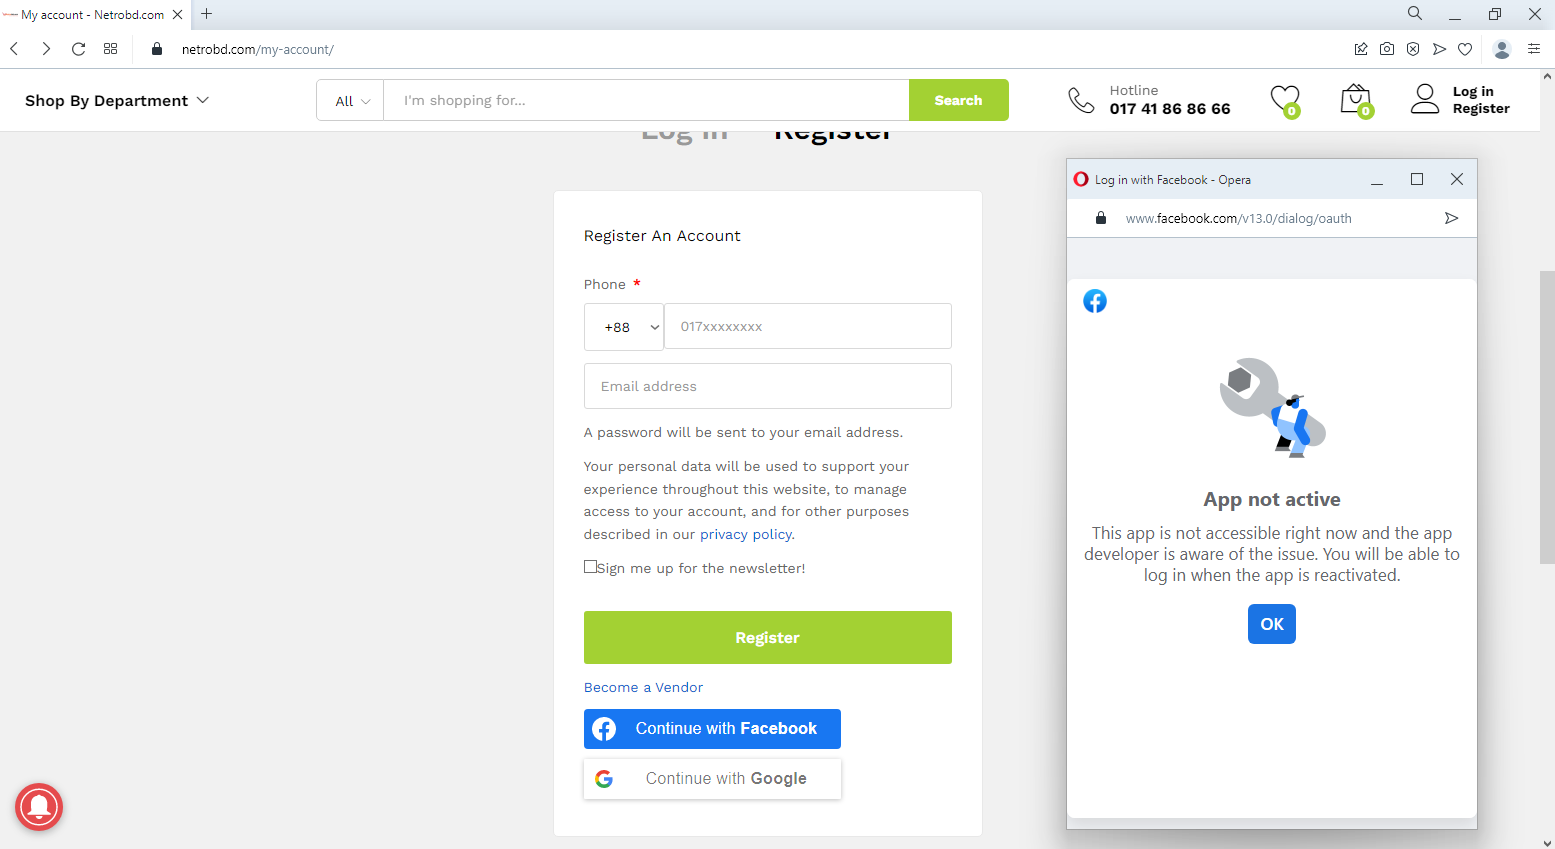 My account - Netrobd.com
netrobd.com/my-account/
Shop By Department
All
I'm shopping for...
Search
Hotline
017 41 86 86 66
0
0
Log in
Register
Log in
Register
Register An Account
Phone *
+88
017xxxxxxxx
Email address
A password will be sent to your email address.
Your personal data will be used to support your
experience throughout this website, to manage
access to your account, and for other purposes
described in our privacy policy.
Sign me up for the newsletter!
Register
Become a Vendor
Continue with Facebook
Continue with Google
Log in with Facebook - Opera
www.facebook.com/v13.0/dialog/oauth
App not active
This app is not accessible right now and the app
developer is aware of the issue. You will be able to
log in when the app is reactivated.
OK